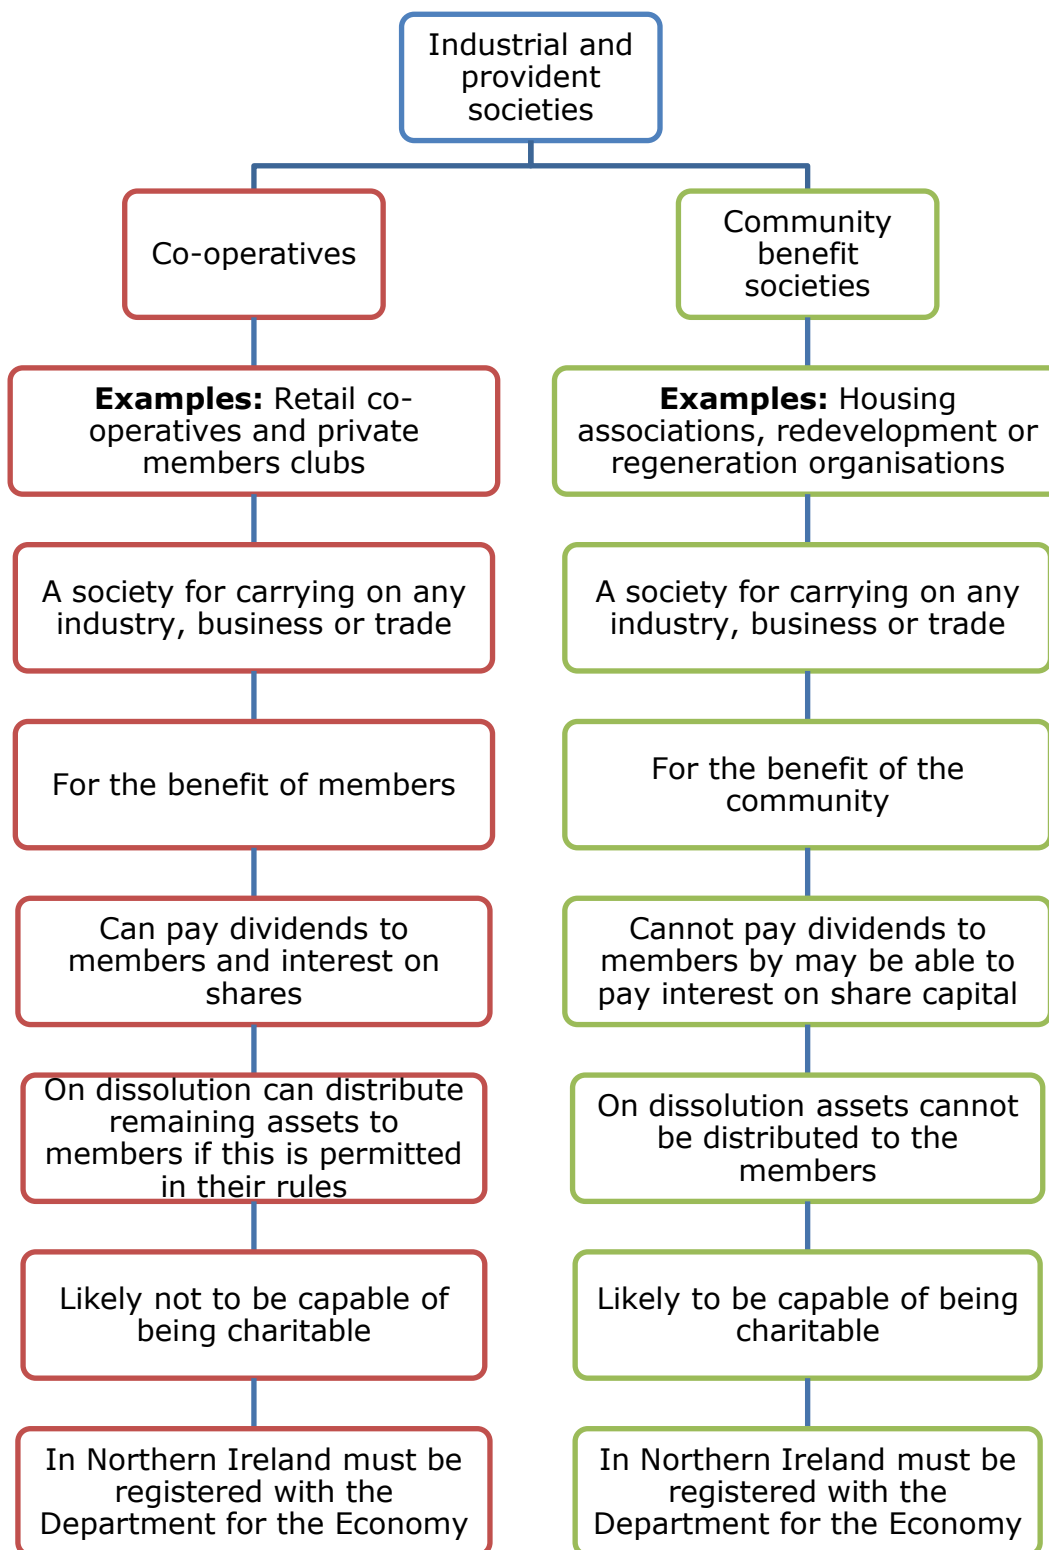 Industrial and
provident
societies
Co-operatives
Community
benefit
societies
Examples: Retail co-
operatives and private
members clubs
Examples: Housing
associations, redevelopment or
regeneration organisations
A society for carrying on any
industry, business or trade
A society for carrying on any
industry, business or trade
For the benefit of members
For the benefit of the
community
Can pay dividends to
members and interest on
shares
Cannot pay dividends to
members by may be able to
pay interest on share capital
On dissolution can distribute
remaining assets to
members if this is permitted
in their rules
On dissolution assets cannot
be distributed to the
members
Likely not to be capable of
being charitable
Likely to be capable of being
charitable
In Northern Ireland must be
registered with the
Department for the Economy
In Northern Ireland must be
registered with the
Department for the Economy